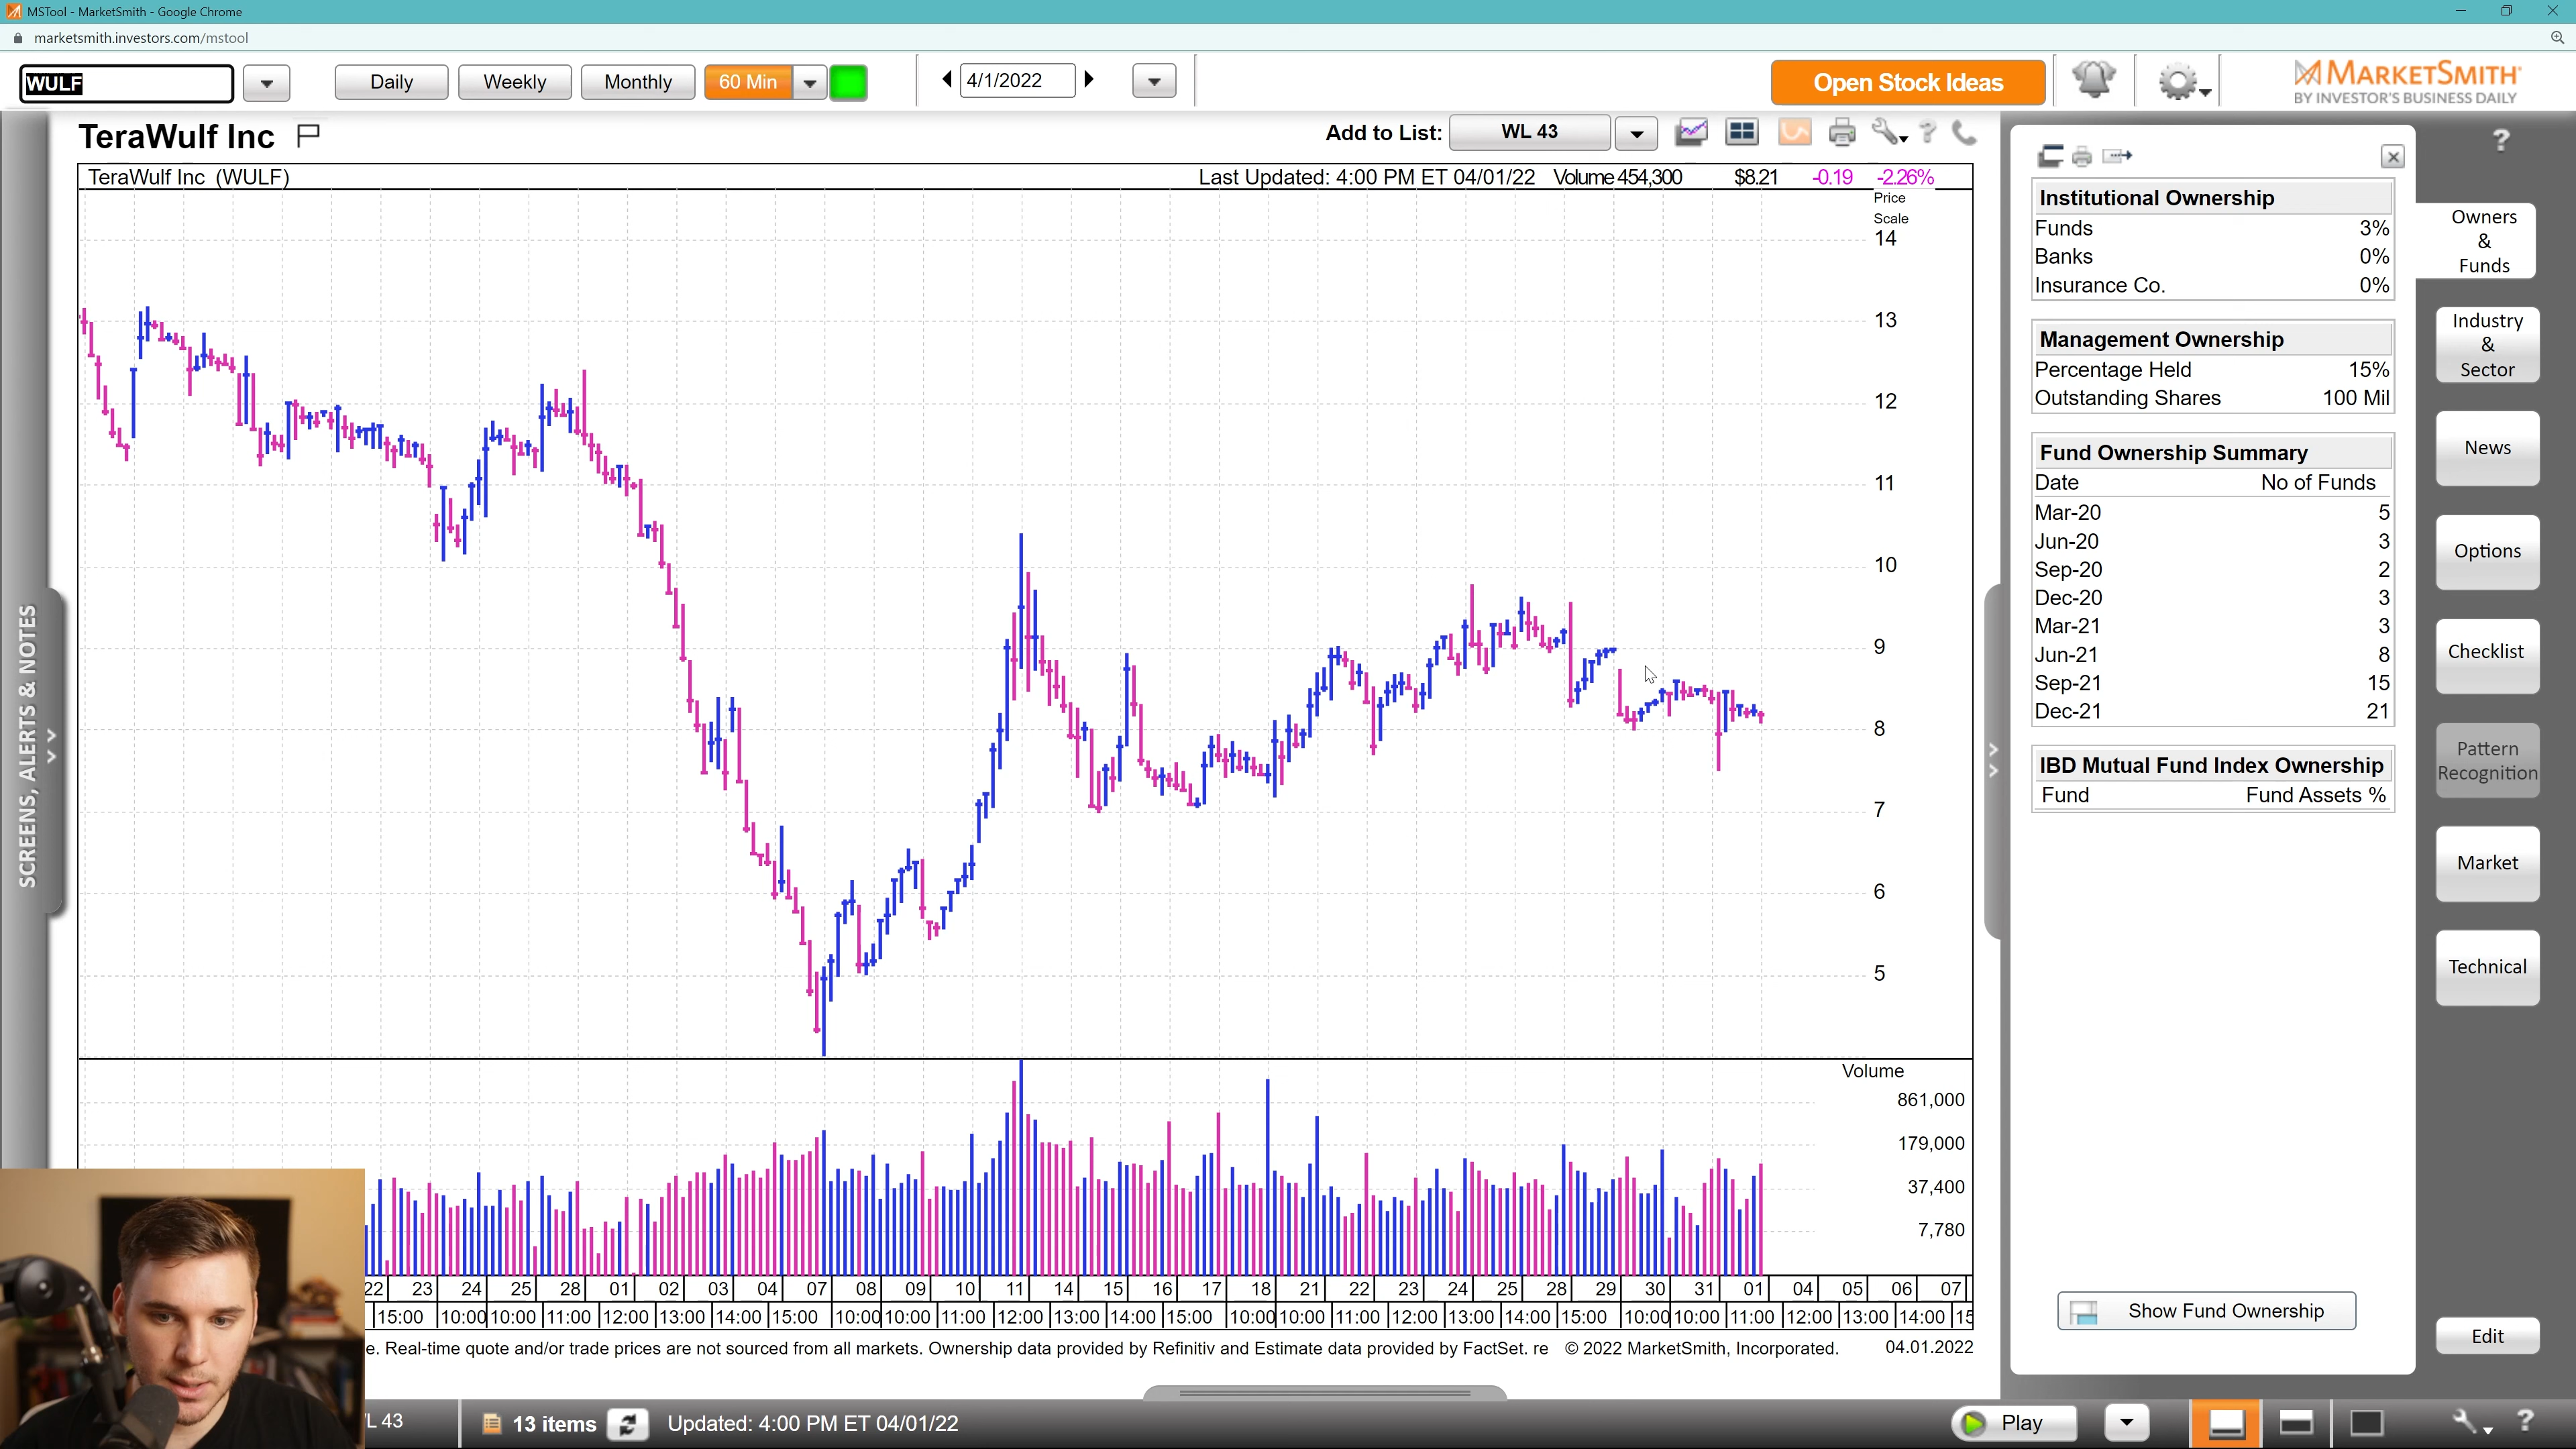 MSTool - MarketSmith - Google Chrome
marketsmith.investors.com/mstool
WULF
Daily
Weekly
Monthly
60 Min
4/1/2022
Open Stock Ideas
MARKETSMITH
BY INVESTOR'S BUSINESS DAILY
TeraWulf Inc
Add to List:
WL 43
TeraWulf Inc (WULF)
Last Updated: 4:00 PM ET 04/01/22 Volume 454,300 $8.21 -0.19 -2.26%
Price
Scale
14
13
12
11
10
9
8
7
6
5
Volume
861,000
179,000
37,400
7,780
22 23 24 25 28 01 02 03 04 07 08 09 10 11 14 15 16 17 18 21 22 23 24 25 28 29 30 31 01 04 05 06 07
15:00 10:00 10:00 11:00 12:00 13:00 14:00 15:00 10:00 10:00 11:00 12:00 13:00 14:00 15:00 10:00 10:00 11:00 12:00 13:00 14:00 15:00 10:00 10:00 11:00 12:00 13:00 14:00 15
e. Real-time quote and/or trade prices are not sourced from all markets. Ownership data provided by Refinitiv and Estimate data provided by FactSet. re © 2022 MarketSmith, Incorporated. 04.01.2022
SCREENS, ALERTS & NOTES
Institutional Ownership
Funds 3%
Banks 0%
Insurance Co. 0%
Management Ownership
Percentage Held 15%
Outstanding Shares 100 Mil
Fund Ownership Summary
Date No of Funds
Mar-20 5
Jun-20 3
Sep-20 2
Dec-20 3
Mar-21 3
Jun-21 8
Sep-21 15
Dec-21 21
IBD Mutual Fund Index Ownership
Fund Fund Assets %
Show Fund Ownership
Owners
&
Funds
Industry
&
Sector
News
Options
Checklist
Pattern
Recognition
Market
Technical
Edit
L 43
13 items
Updated: 4:00 PM ET 04/01/22
Play